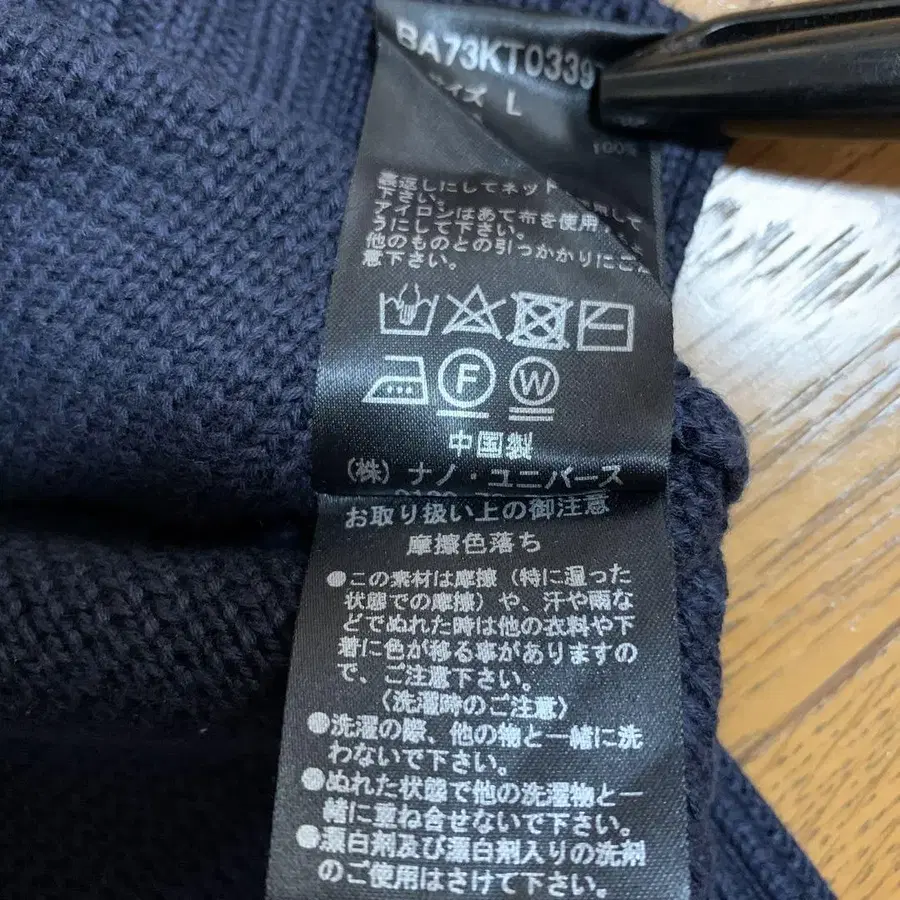 BA73KT0339
サイズ L
100%
裏返しにしてネット 使用して
下さい。
アイロンはあて布を使用
うにして下さい。
他のものとの引っかかりにご注
意下さい。
F W
中国製
(株) ナノ・ユニバース
お取り扱い上の御注意
摩擦色落ち
●この素材は摩擦 (特に湿った
状態での摩擦) や、汗や雨な
どでぬれた時は他の衣料や下
着に色が移る事がありますの
で、ご注意下さい。
(洗濯時のご注意)
●洗濯の際、他の物と一緒に洗
わないで下さい。
●ぬれた状態で他の洗濯物と一
緒に重ね合せないで下さい。
●漂白剤及び漂白剤入りの洗剤
のご使用はさけて下さい。